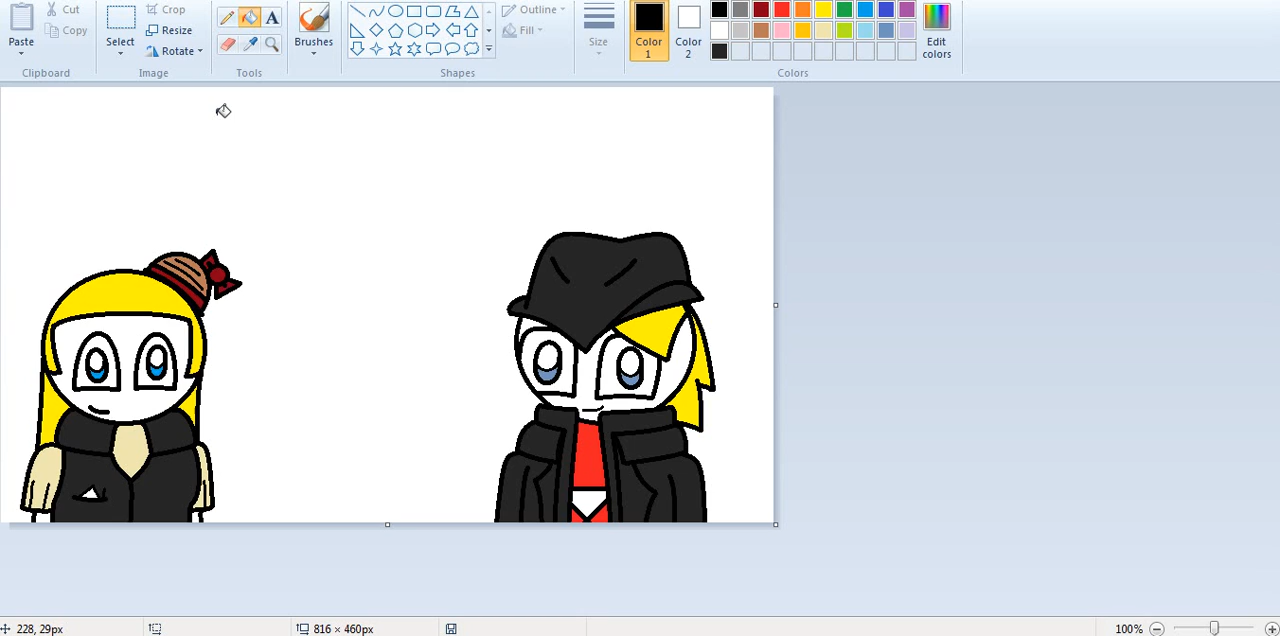 Paste
Cut
Copy
Clipboard
Select
Crop
Resize
Rotate
Image
A
Tools
Brushes
Shapes
Outline
Fill
Size
Color 1
Color 2
Edit colors
Colors
228, 29px
816 × 460px
100%